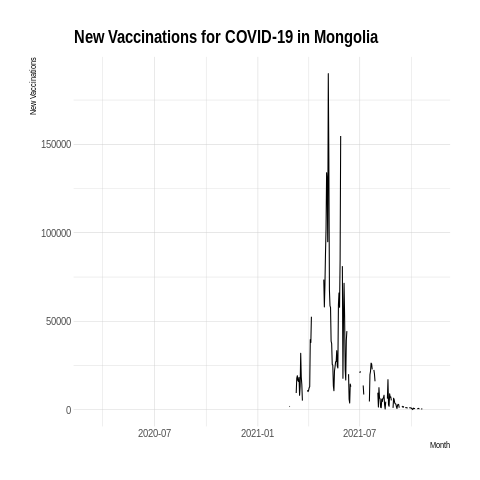 New Vaccinations for COVID-19 in Mongolia
New Vaccinations
150000
100000
50000
0
2020-07 2021-01 2021-07
Month